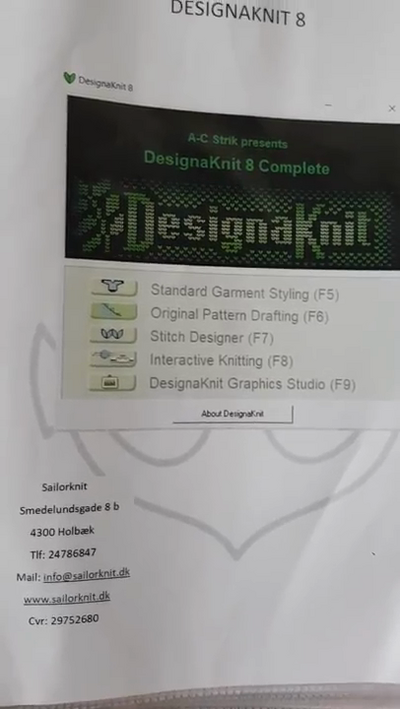 DESIGNAKNIT 8
DesignaKnit 8
A-C Strik presents
DesignaKnit 8 Complete
DesignaKnit
Standard Garment Styling (F5)
Original Pattern Drafting (F6)
Stitch Designer (F7)
Interactive Knitting (F8)
DesignaKnit Graphics Studio (F9)
About DesignaKnit
Sailorknit
Smedelundsgade 8 b
4300 Holbæk
Tlf: 24786847
Mail: info@sailorknit.dk
www.sailorknit.dk
Cvr: 29752680